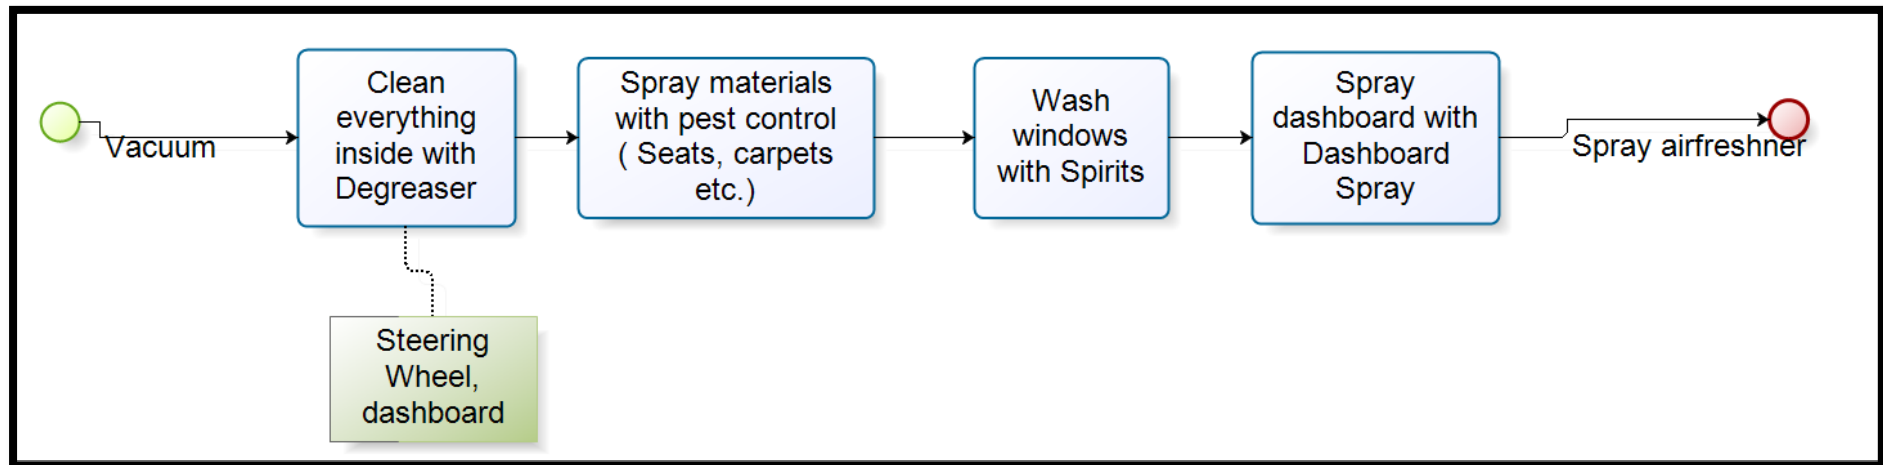 Vacuum
Clean
everything
inside with
Degreaser
Spray materials
with pest control
( Seats, carpets
etc.)
Wash
windows
with Spirits
Spray
dashboard with
Dashboard
Spray
Spray airfreshner
Steering
Wheel,
dashboard